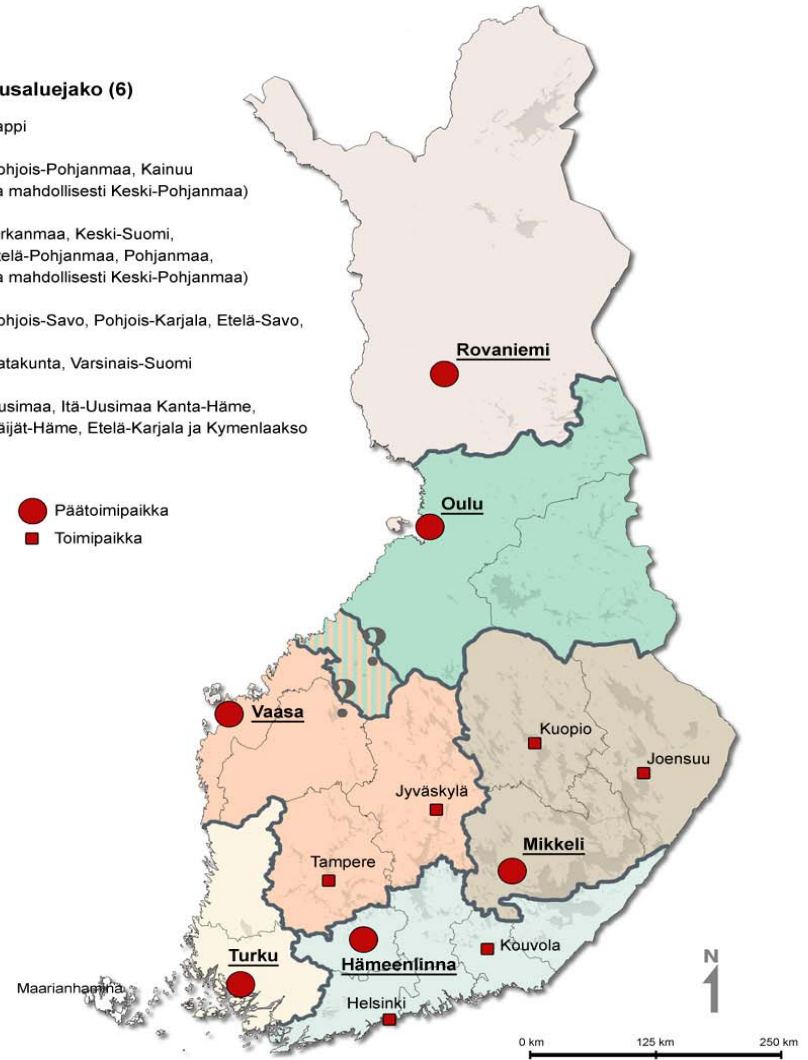 usaluejako (6)
appi
ohjois-Pohjanmaa, Kainuu
a mahdollisesti Keski-Pohjanmaa)
rkanmaa, Keski-Suomi,
telä-Pohjanmaa, Pohjanmaa,
a mahdollisesti Keski-Pohjanmaa)
ohjois-Savo, Pohjois-Karjala, Etelä-Savo,
atakunta, Varsinais-Suomi
usimaa, Itä-Uusimaa Kanta-Häme,
äijät-Häme, Etelä-Karjala ja Kymenlaakso
Päätoimipaikka
Toimipaikka
Rovaniemi
Oulu
?
?
Vaasa
Kuopio
Joensuu
Jyväskylä
Mikkeli
Tampere
Kouvola
Turku
Hämeenlinna
Maarianhamina
Helsinki
N
0 km 125 km 250 km